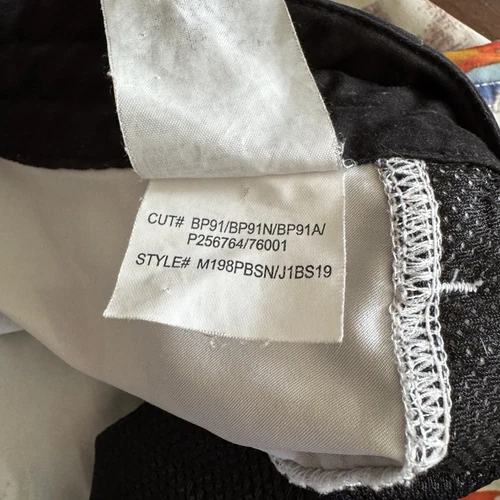 CUT# BP91/BP91N/BP91A/
P256764/76001
STYLE# M198PBSN/J1BS19